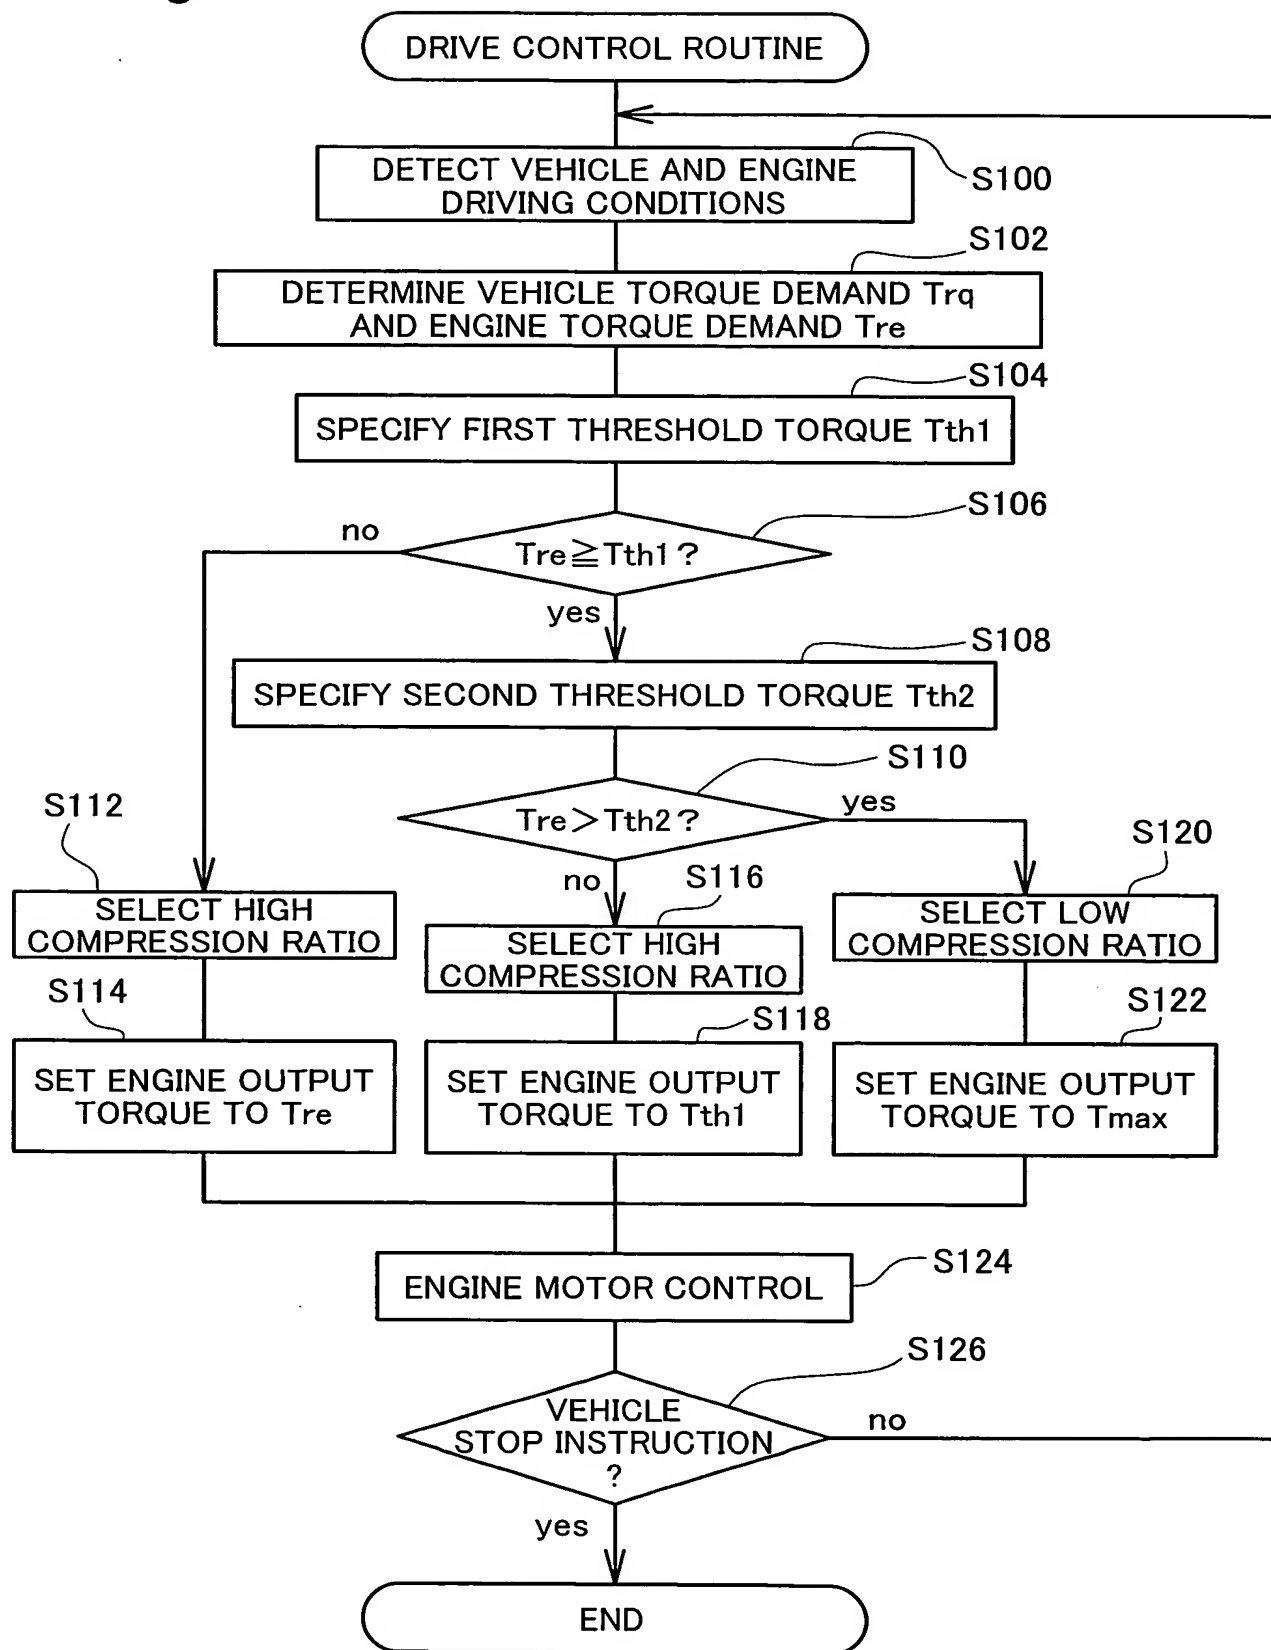 DRIVE CONTROL ROUTINE
DETECT VEHICLE AND ENGINE
DRIVING CONDITIONS
S100
S102
DETERMINE VEHICLE TORQUE DEMAND Trq
AND ENGINE TORQUE DEMAND Tre
S104
SPECIFY FIRST THRESHOLD TORQUE Tth1
S106
no
Tre≧Tth1?
yes
S108
SPECIFY SECOND THRESHOLD TORQUE Tth2
S110
Tre>Tth2?
yes
no
S112
SELECT HIGH
COMPRESSION RATIO
S114
SET ENGINE OUTPUT
TORQUE TO Tre
S116
SELECT HIGH
COMPRESSION RATIO
S118
SET ENGINE OUTPUT
TORQUE TO Tth1
S120
SELECT LOW
COMPRESSION RATIO
S122
SET ENGINE OUTPUT
TORQUE TO Tmax
S124
ENGINE MOTOR CONTROL
S126
VEHICLE
STOP INSTRUCTION
?
no
yes
END